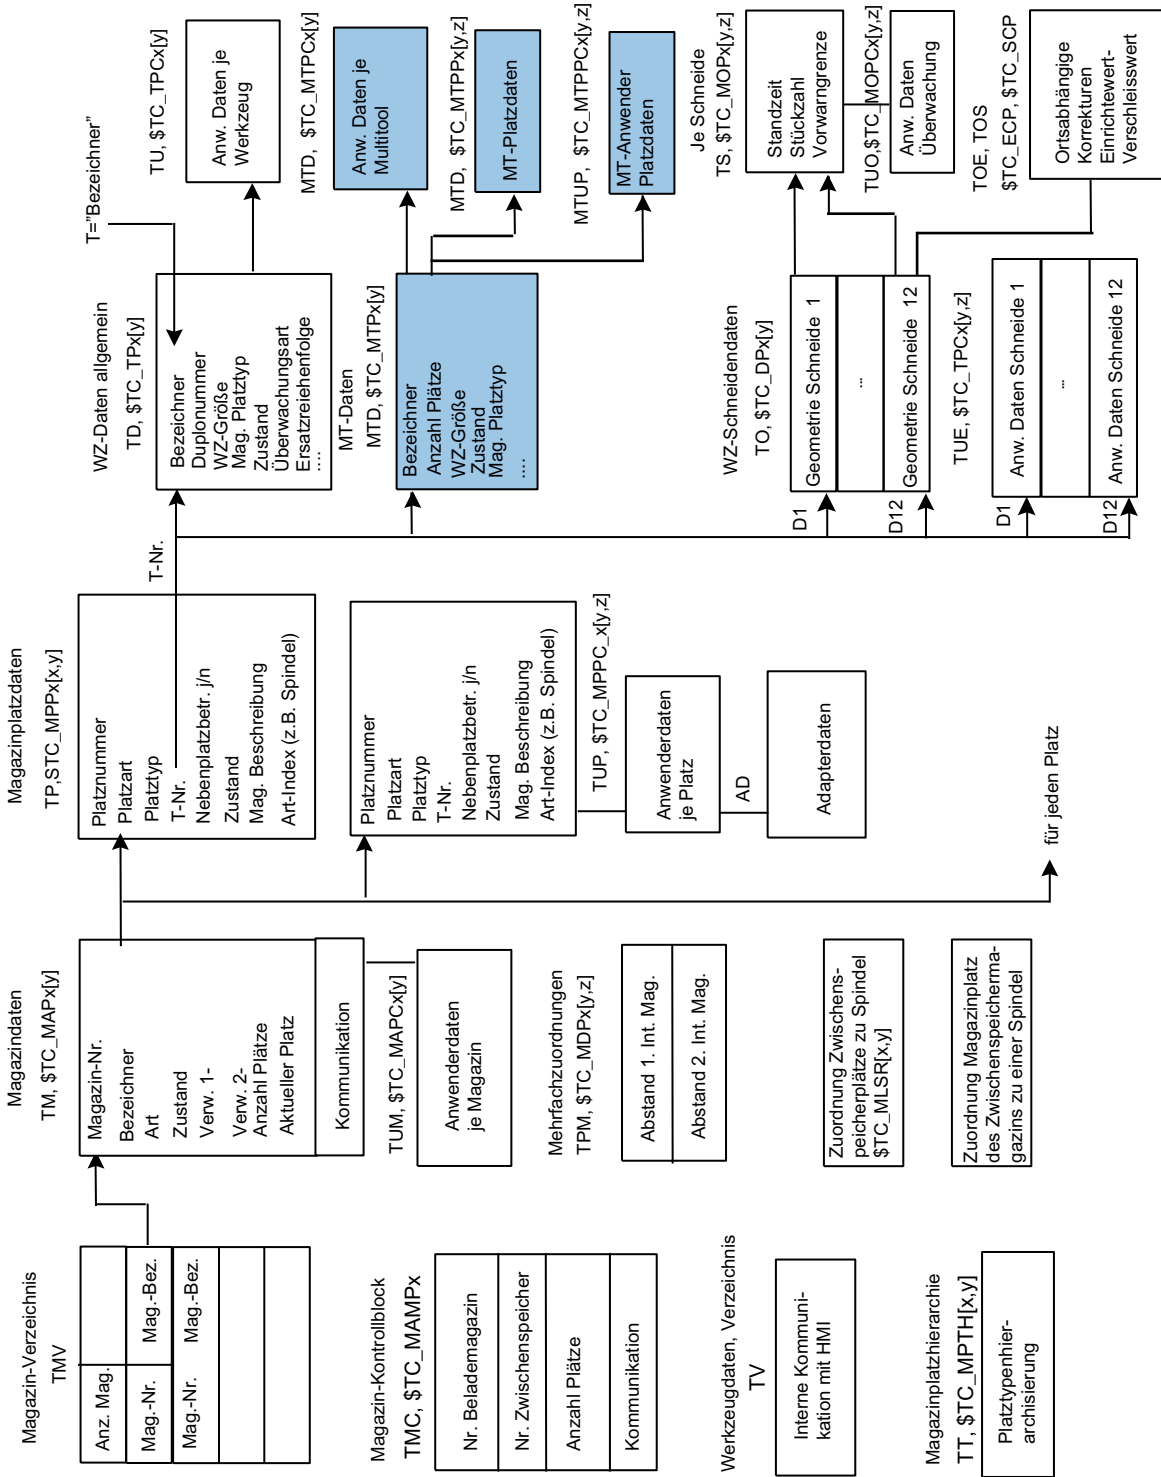 Magazin-Verzeichnis
TMV
Anz. Mag.
Mag.-Nr.
Mag.-Bez.
Mag.-Nr.
Mag.-Bez.
Magazin-Kontrollblock
TMC, $TC_MAMPx
Nr. Belademagazin
Nr. Zwischenspeicher
Anzahl Plätze
Kommunikation
Werkzeugdaten, Verzeichnis
TV
Interne Kommuni-
kation mit HMI
Magazinplatzhierarchie
TT, $TC_MPTH[x,y]
Platztypenhier-
archisierung
Magazindaten
TM, $TC_MAPx[y]
Magazin-Nr.
Bezeichner
Art
Zustand
Verw. 1-
Verw. 2-
Anzahl Plätze
Aktueller Platz
Kommunikation
TUM, $TC_MAPCx[y]
Anwenderdaten
je Magazin
Mehrfachzuordnungen
TPM, $TC_MDPx[y,z]
Abstand 1. Int. Mag.
Abstand 2. Int. Mag.
Zuordnung Zwischens-
peicherplätze zu Spindel
$TC_MLSR[x,y]
Zuordnung Magazinplatz
des Zwischenspeicherma-
gazins zu einer Spindel
Magazinplatzdaten
TP,STC_MPPx[x,y]
Platznummer
Platzart
Platztyp
T-Nr.
Nebenplatzbetr. j/n
Zustand
Mag. Beschreibung
Art-Index (z.B. Spindel)
Platznummer
Platzart
Platztyp
T-Nr.
Nebenplatzbetr. j/n
Zustand
Mag. Beschreibung
Art-Index (z.B. Spindel)
TUP, $TC_MPPC_x[y,z]
Anwenderdaten
je Platz
AD
Adapterdaten
für jeden Platz
T-Nr.
WZ-Daten allgemein
TD, $TC_TPx[y]
T="Bezeichner"
Bezeichner
Duplonummer
WZ-Größe
Mag. Platztyp
Zustand
Überwachungsart
Ersatzreihenfolge
....
MT-Daten
MTD, $TC_MTPx[y]
Bezeichner
Anzahl Plätze
WZ-Größe
Zustand
Mag. Platztyp
....
WZ-Schneidendaten
TO, $TC_DPx[y]
D1
Geometrie Schneide 1
...
D12
Geometrie Schneide 12
TUE, $TC_TPCx[y,z]
D1
Anw. Daten Schneide 1
...
D12
Anw. Daten Schneide 12
TU, $TC_TPCx[y]
Anw. Daten je
Werkzeug
MTD, $TC_MTPCx[y]
Anw. Daten je
Multitool
MTD, $TC_MTPPx[y,z]
MT-Platzdaten
MTUP, $TC_MTPPCx[y,z]
MT-Anwender
Platzdaten
Je Schneide
TS, $TC_MOPx[y,z]
Standzeit
Stückzahl
Vorwarngrenze
TUO,$TC_MOPCx[y,z]
Anw. Daten
Überwachung
TOE, TOS
$TC_ECP, $TC_SCP
Ortsabhängige
Korrekturen
Einrichtewert-
Verschleisswert